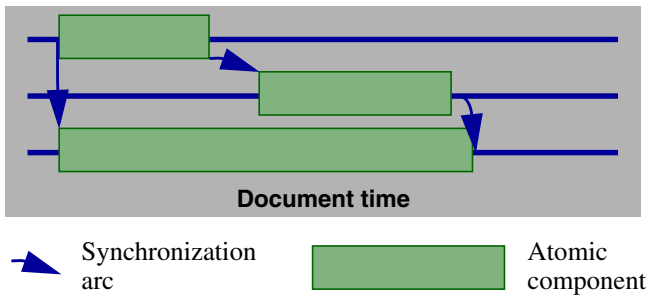 Document time
Synchronization
arc
Atomic
component